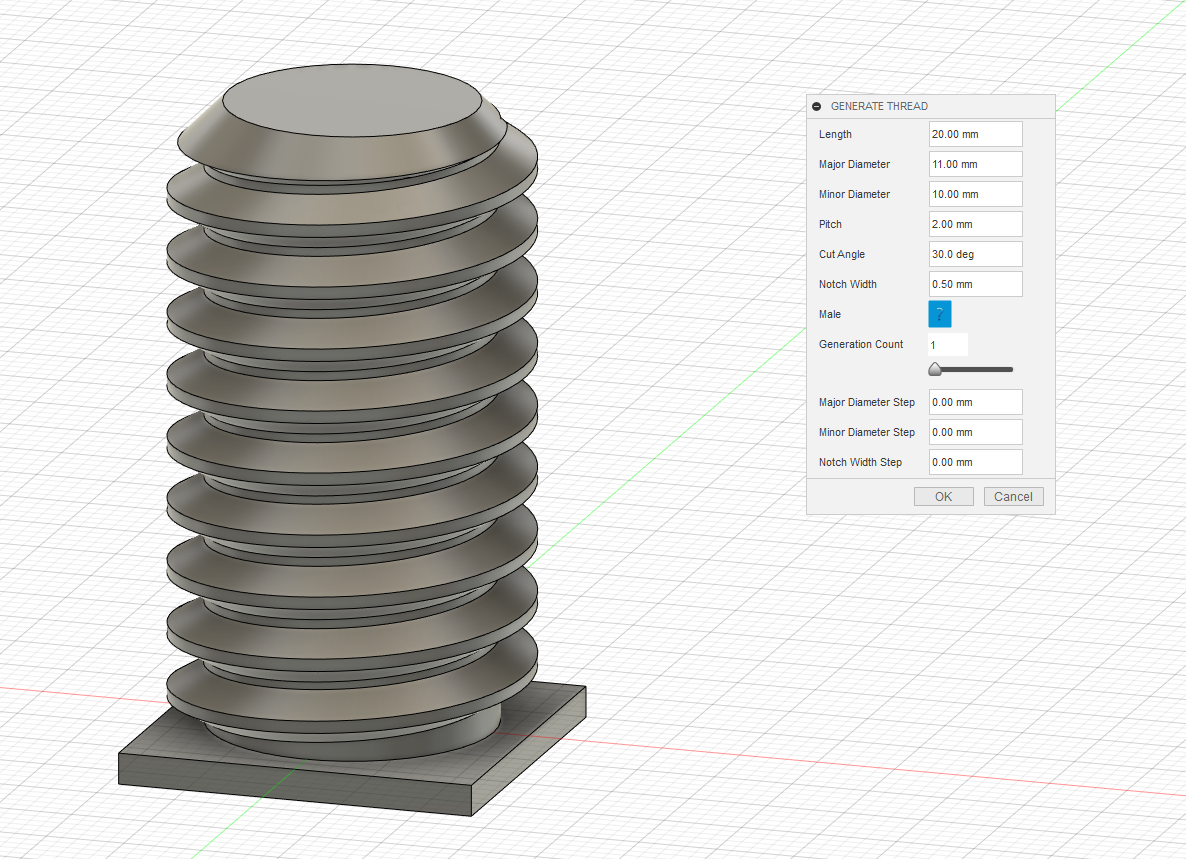 GENERATE THREAD
Length 20.00 mm
Major Diameter 11.00 mm
Minor Diameter 10.00 mm
Pitch 2.00 mm
Cut Angle 30.0 deg
Notch Width 0.50 mm
Male ?
Generation Count 1
Major Diameter Step 0.00 mm
Minor Diameter Step 0.00 mm
Notch Width Step 0.00 mm
OK Cancel